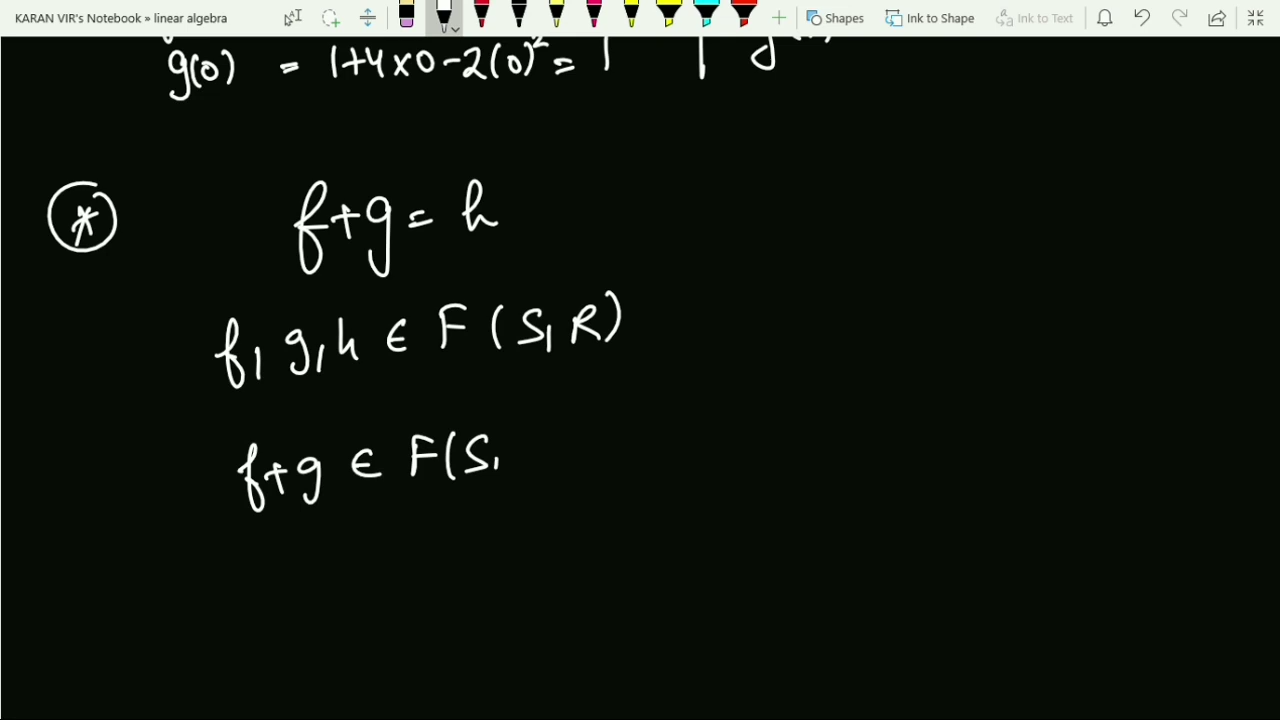 KARAN VIR's Notebook » linear algebra
Shapes
Ink to Shape
Ink to Text
g(0) = 1+4×0-2(0)² = 1
* f+g = h
f, g, h ∈ F (S, R)
f+g ∈ F(S,